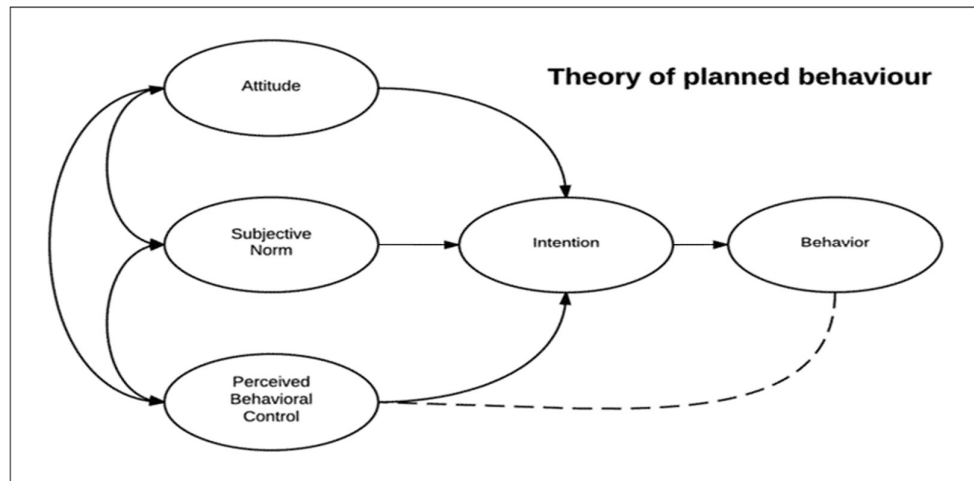 Theory of planned behaviour
Attitude
Subjective
Norm
Intention
Behavior
Perceived
Behavioral
Control